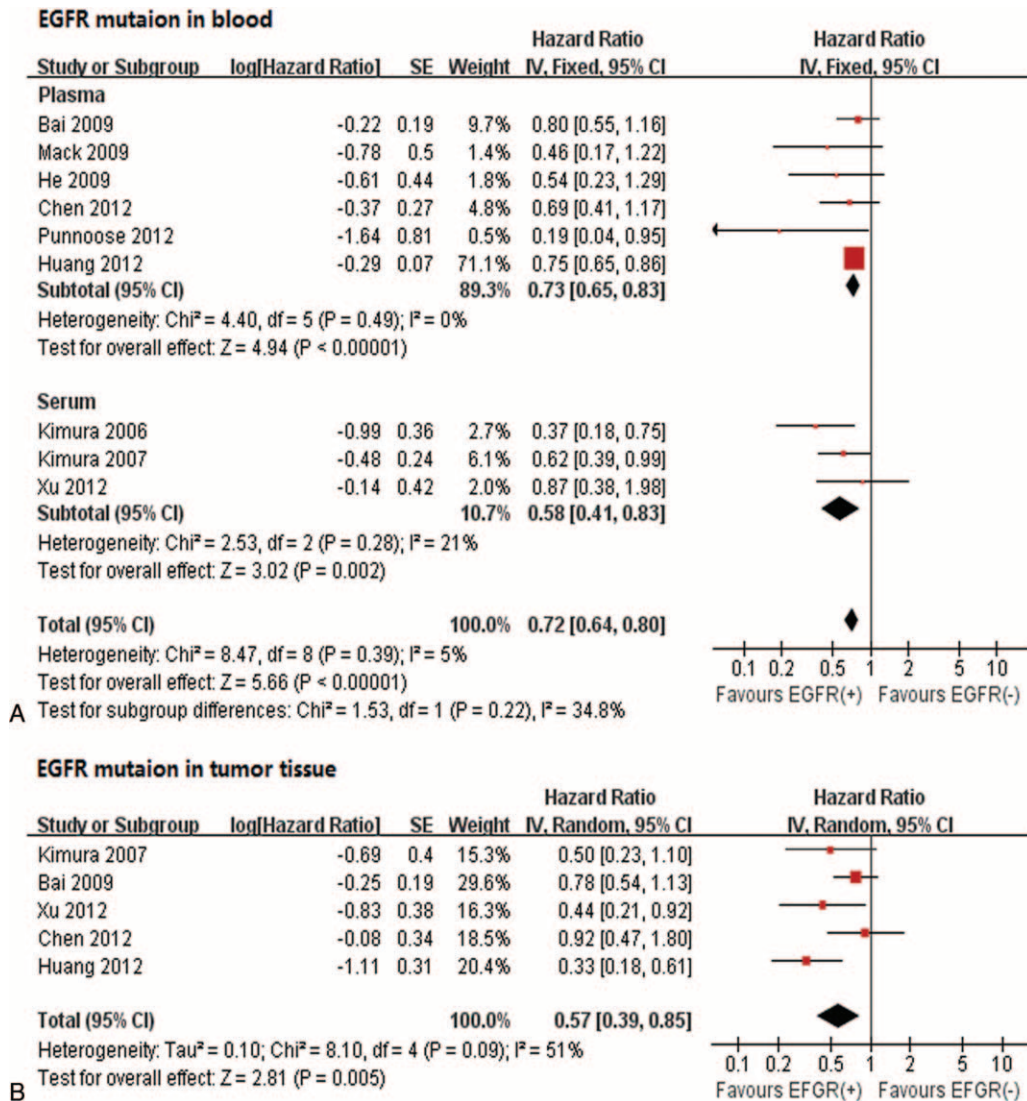 EGFR mutaion in blood
Hazard Ratio Hazard Ratio
Study or Subgroup log[Hazard Ratio] SE Weight IV, Fixed, 95% CI IV, Fixed, 95% CI
Plasma
Bai 2009 -0.22 0.19 9.7% 0.80 [0.55, 1.16]
Mack 2009 -0.78 0.5 1.4% 0.46 [0.17, 1.22]
He 2009 -0.61 0.44 1.8% 0.54 [0.23, 1.29]
Chen 2012 -0.37 0.27 4.8% 0.69 [0.41, 1.17]
Punnoose 2012 -1.64 0.81 0.5% 0.19 [0.04, 0.95]
Huang 2012 -0.29 0.07 71.1% 0.75 [0.65, 0.86]
Subtotal (95% CI) 89.3% 0.73 [0.65, 0.83]
Heterogeneity: Chi² = 4.40, df = 5 (P = 0.49); I² = 0%
Test for overall effect: Z = 4.94 (P < 0.00001)
Serum
Kimura 2006 -0.99 0.36 2.7% 0.37 [0.18, 0.75]
Kimura 2007 -0.48 0.24 6.1% 0.62 [0.39, 0.99]
Xu 2012 -0.14 0.42 2.0% 0.87 [0.38, 1.98]
Subtotal (95% CI) 10.7% 0.58 [0.41, 0.83]
Heterogeneity: Chi² = 2.53, df = 2 (P = 0.28); I² = 21%
Test for overall effect: Z = 3.02 (P = 0.002)
Total (95% CI) 100.0% 0.72 [0.64, 0.80]
Heterogeneity: Chi² = 8.47, df = 8 (P = 0.39); I² = 5%
Test for overall effect: Z = 5.66 (P < 0.00001)
Test for subgroup differences: Chi² = 1.53, df = 1 (P = 0.22), I² = 34.8%
0.1 0.2 0.5 1 2 5 10
Favours EGFR(+) Favours EGFR(-)
A
EGFR mutaion in tumor tissue
Hazard Ratio Hazard Ratio
Study or Subgroup log[Hazard Ratio] SE Weight IV, Random, 95% CI IV, Random, 95% CI
Kimura 2007 -0.69 0.4 15.3% 0.50 [0.23, 1.10]
Bai 2009 -0.25 0.19 29.6% 0.78 [0.54, 1.13]
Xu 2012 -0.83 0.38 16.3% 0.44 [0.21, 0.92]
Chen 2012 -0.08 0.34 18.5% 0.92 [0.47, 1.80]
Huang 2012 -1.11 0.31 20.4% 0.33 [0.18, 0.61]
Total (95% CI) 100.0% 0.57 [0.39, 0.85]
Heterogeneity: Tau² = 0.10; Chi² = 8.10, df = 4 (P = 0.09); I² = 51%
Test for overall effect: Z = 2.81 (P = 0.005)
0.1 0.2 0.5 1 2 5 10
Favours EFGR(+) Favours EFGR(-)
B